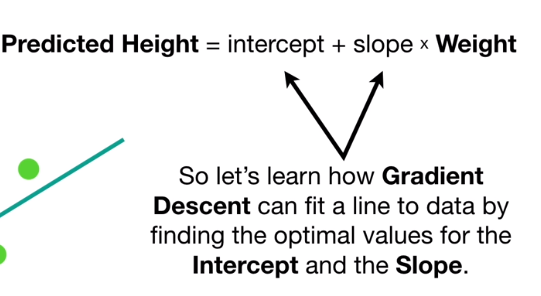 Predicted Height = intercept + slope × Weight
So let's learn how Gradient
Descent can fit a line to data by
finding the optimal values for the
Intercept and the Slope.